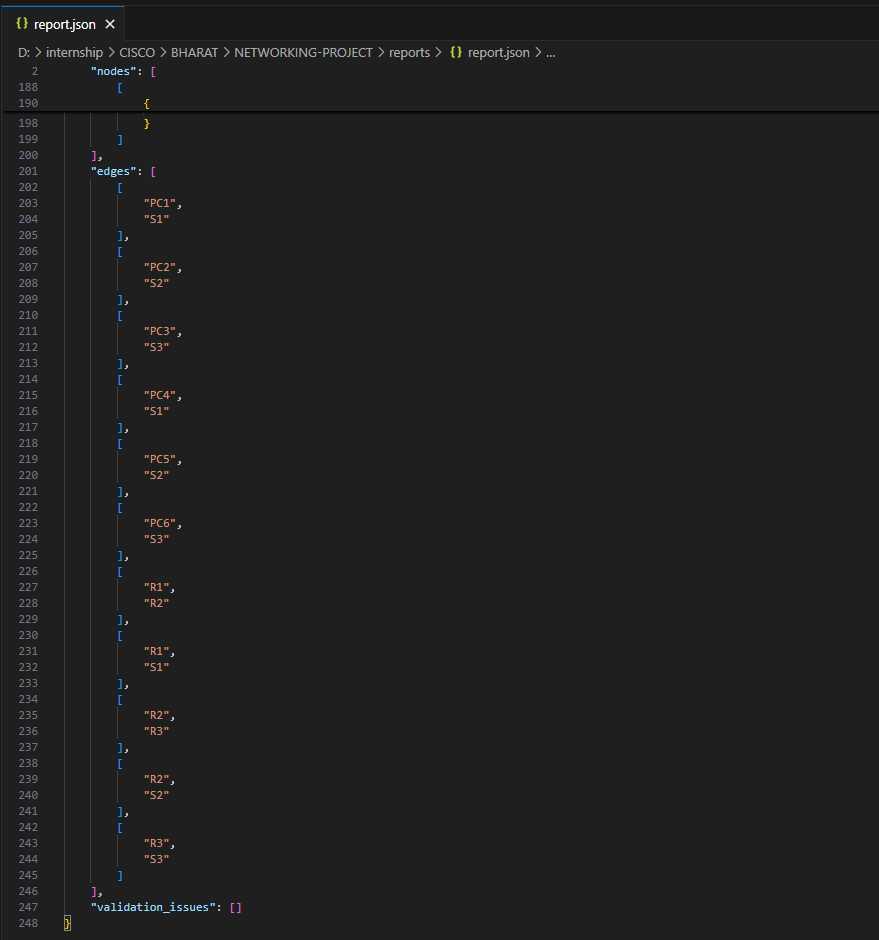 {} report.json ×
D: > internship > CISCO > BHARAT > NETWORKING-PROJECT > reports > {} report.json > ...
2 "nodes": [
188 [
190 {
198 }
199 ]
200 ],
201 "edges": [
202 [
203 "PC1",
204 "S1"
205 ],
206 [
207 "PC2",
208 "S2"
209 ],
210 [
211 "PC3",
212 "S3"
213 ],
214 [
215 "PC4",
216 "S1"
217 ],
218 [
219 "PC5",
220 "S2"
221 ],
222 [
223 "PC6",
224 "S3"
225 ],
226 [
227 "R1",
228 "R2"
229 ],
230 [
231 "R1",
232 "S1"
233 ],
234 [
235 "R2",
236 "R3"
237 ],
238 [
239 "R2",
240 "S2"
241 ],
242 [
243 "R3",
244 "S3"
245 ]
246 ],
247 "validation_issues": []
248 }